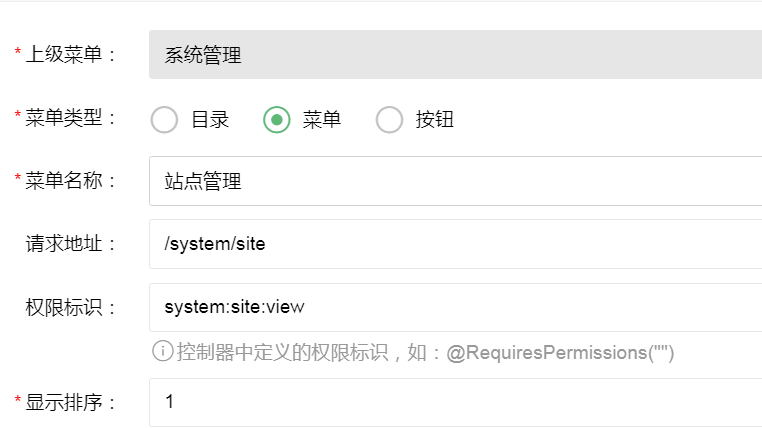 * 上级菜单： 系统管理
* 菜单类型： 目录 菜单 按钮
* 菜单名称： 站点管理
请求地址： /system/site
权限标识： system:site:view
控制器中定义的权限标识，如：@RequiresPermissions("")
* 显示排序： 1